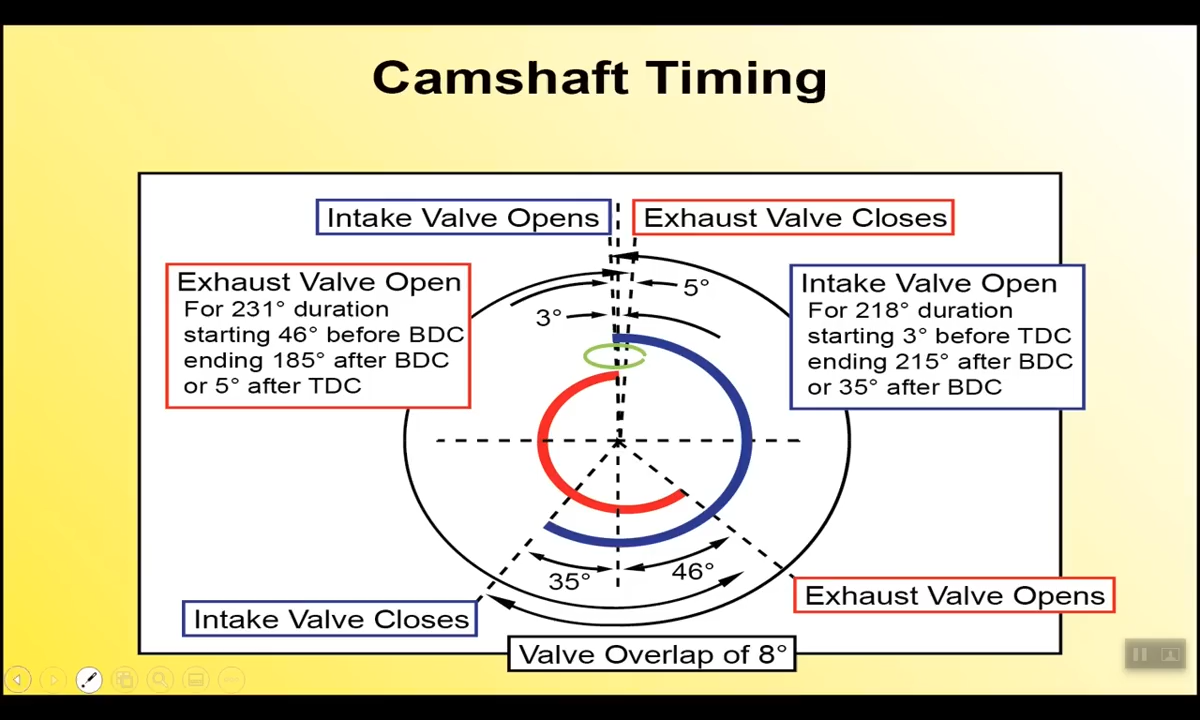 Camshaft Timing
Intake Valve Opens
Exhaust Valve Closes
Exhaust Valve Open
For 231° duration
starting 46° before BDC
ending 185° after BDC
or 5° after TDC
Intake Valve Open
For 218° duration
starting 3° before TDC
ending 215° after BDC
or 35° after BDC
5°
3°
35°
46°
Intake Valve Closes
Exhaust Valve Opens
Valve Overlap of 8°